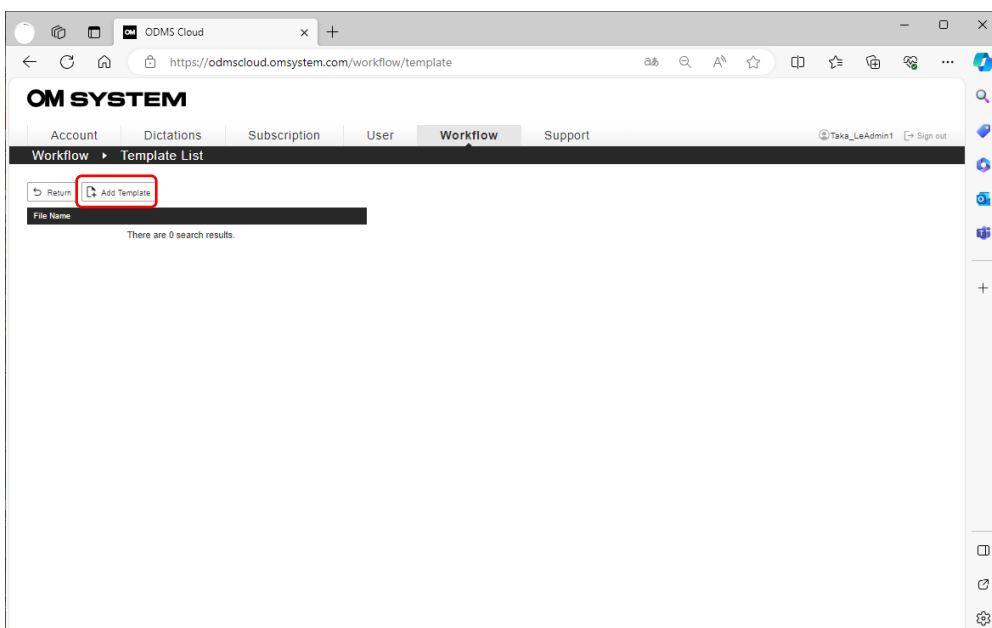 OM ODMS Cloud
https://odmscloud.omsystem.com/workflow/template
OM SYSTEM
Account Dictations Subscription User Workflow Support Taka_LeAdmin1 Sign out
Workflow Template List
Return Add Template
File Name
There are 0 search results.